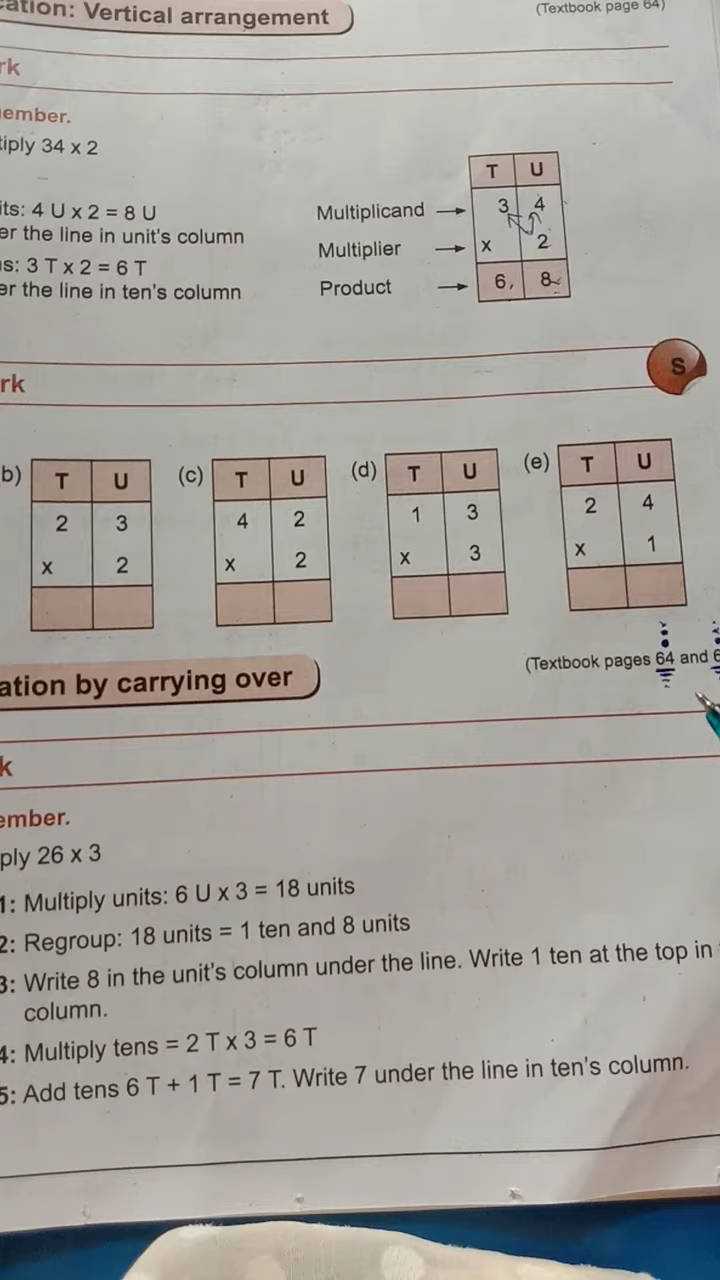 ation: Vertical arrangement
(Textbook page 64)
rk
ember.
tiply 34 x 2
its: 4 U x 2 = 8 U
er the line in unit's column
s: 3 T x 2 = 6 T
er the line in ten's column
T U
Multiplicand → 3 4
Multiplier → x 2
Product → 6, 8
rk
S
b) T U
2 3
x 2
(c) T U
4 2
x 2
(d) T U
1 3
x 3
(e) T U
2 4
x 1
ation by carrying over
(Textbook pages 64 and 6
k
ember.
ply 26 x 3
1: Multiply units: 6 U x 3 = 18 units
2: Regroup: 18 units = 1 ten and 8 units
3: Write 8 in the unit's column under the line. Write 1 ten at the top in
column.
4: Multiply tens = 2 T x 3 = 6 T
5: Add tens 6 T + 1 T = 7 T. Write 7 under the line in ten's column.